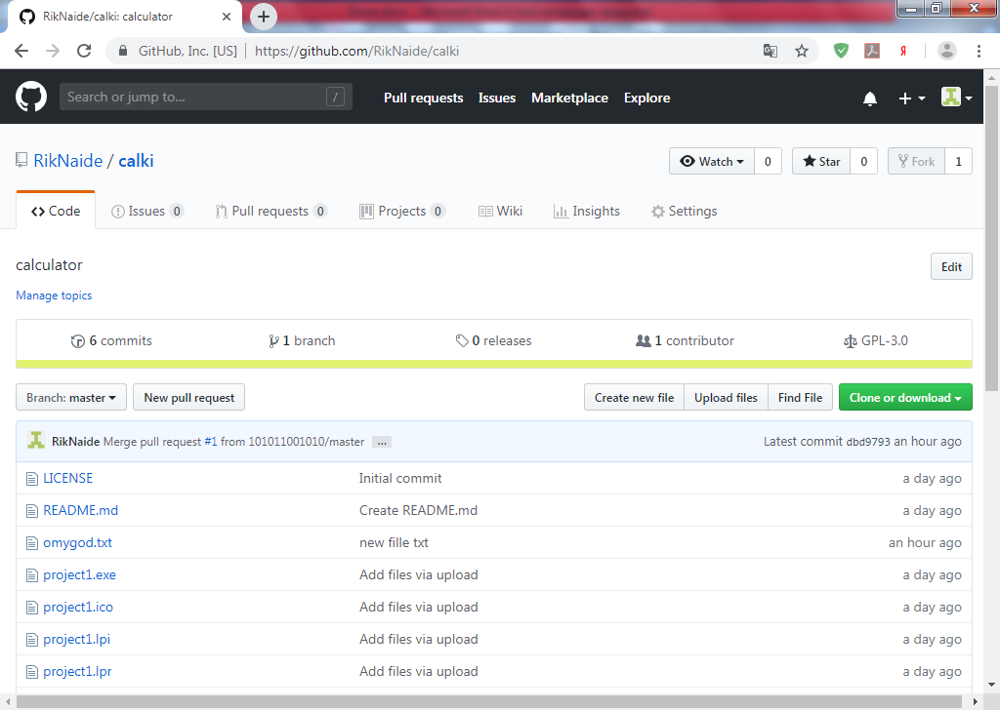 RikNaide/calki: calculator
GitHub, Inc. [US] https://github.com/RikNaide/calki
Я
Search or jump to... /
Pull requests Issues Marketplace Explore
RikNaide / calki
Watch 0 Star 0 Fork 1
Code Issues 0 Pull requests 0 Projects 0 Wiki Insights Settings
calculator
Edit
Manage topics
6 commits 1 branch 0 releases 1 contributor GPL-3.0
Branch: master New pull request Create new file Upload files Find File Clone or download
RikNaide Merge pull request #1 from 101011001010/master ... Latest commit dbd9793 an hour ago
LICENSE Initial commit a day ago
README.md Create README.md a day ago
omygod.txt new fille txt an hour ago
project1.exe Add files via upload a day ago
project1.ico Add files via upload a day ago
project1.lpi Add files via upload a day ago
project1.lpr Add files via upload a day ago